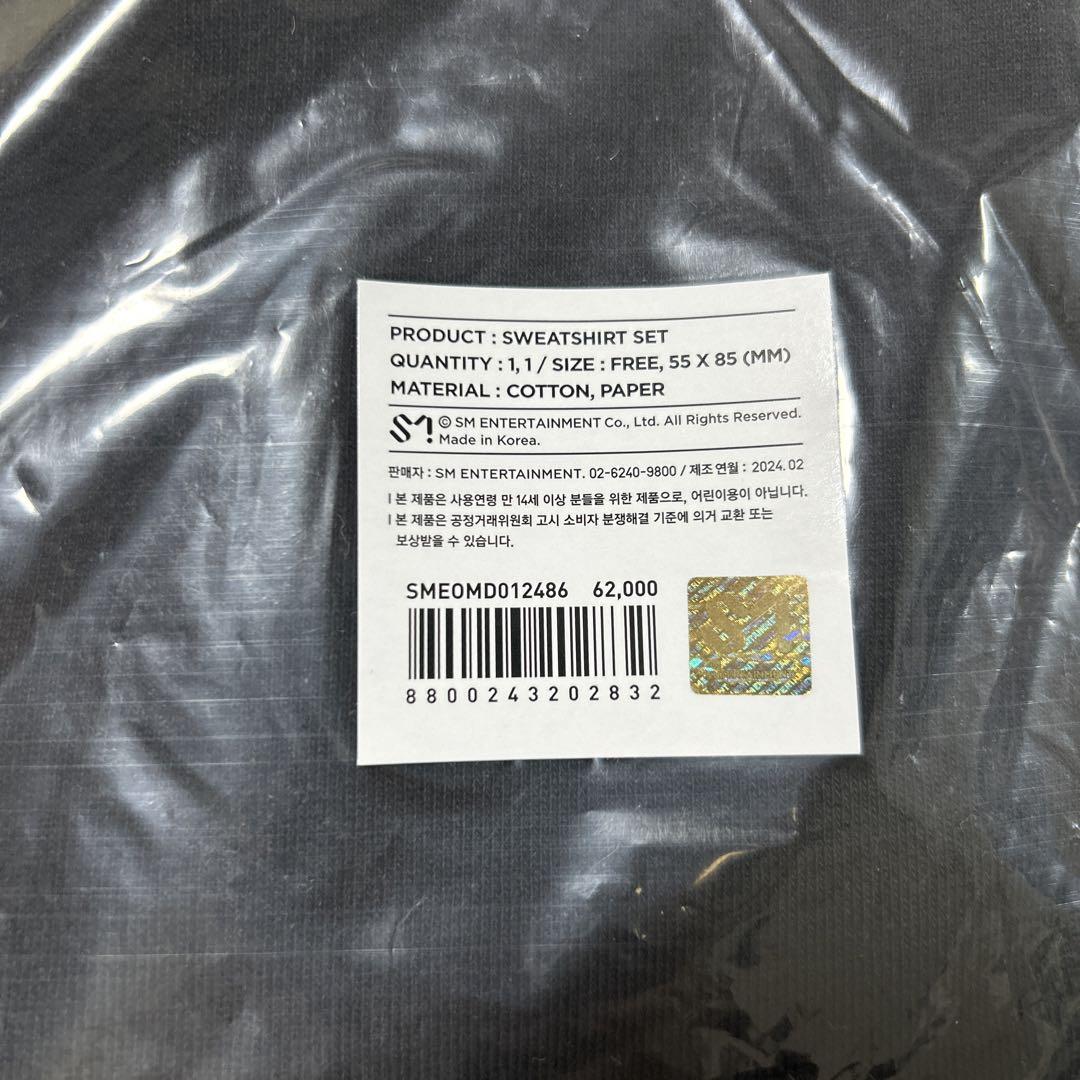 PRODUCT : SWEATSHIRT SET
QUANTITY : 1, 1 / SIZE : FREE, 55 X 85 (MM)
MATERIAL : COTTON, PAPER
SM
© SM ENTERTAINMENT Co., Ltd. All Rights Reserved.
Made in Korea.
판매자 : SM ENTERTAINMENT. 02-6240-9800 / 제조 연월 : 2024. 02
l 본 제품은 사용연령 만 14세 이상 분들을 위한 제품으로, 어린이용이 아닙니다.
l 본 제품은 공정거래위원회 고시 소비자 분쟁해결 기준에 의거 교환 또는
보상받을 수 있습니다.
SMEOMD012486 62,000
8800243202832